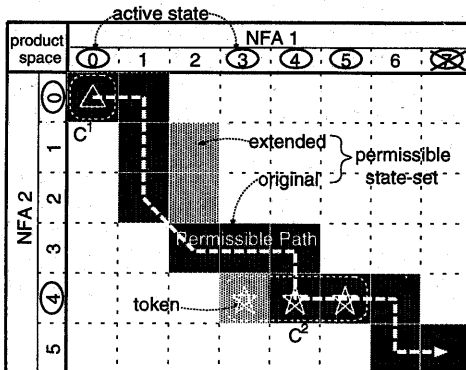 active state
product space
NFA 1
0 1 2 3 4 5 6 7
NFA 2
0
C1
1
extended
permissible state-set
2
original
3
Permissible Path
4
token
C2
5